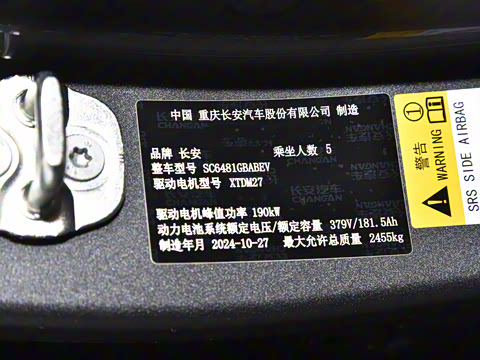 中国 重庆长安汽车股份有限公司 制造
品牌 长安 乘坐人数 5
整车型号 SC6481GBABEV
驱动电机型号 XTDM27
驱动电机峰值功率 190kW
动力电池系统额定电压/额定容量 379V/181.5Ah
制造年月 2024-10-27 最大允许总质量 2455kg
警告
WARNING
SRS SIDE AIRBAG